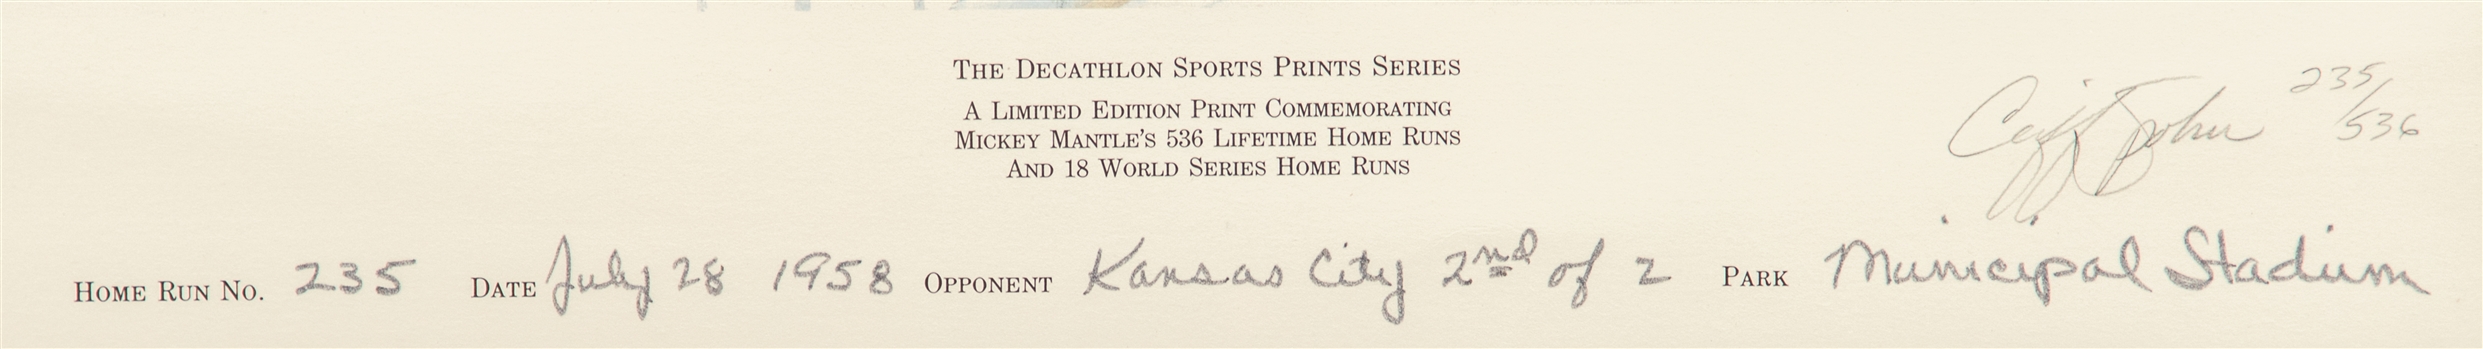 THE DECATHLON SPORTS PRINTS SERIES
A LIMITED EDITION PRINT COMMEMORATING
MICKEY MANTLE'S 536 LIFETIME HOME RUNS
AND 18 WORLD SERIES HOME RUNS
235/536
HOME RUN NO. 235 DATE July 28 1958 OPPONENT Kansas City 2nd of 2 PARK Municipal Stadium